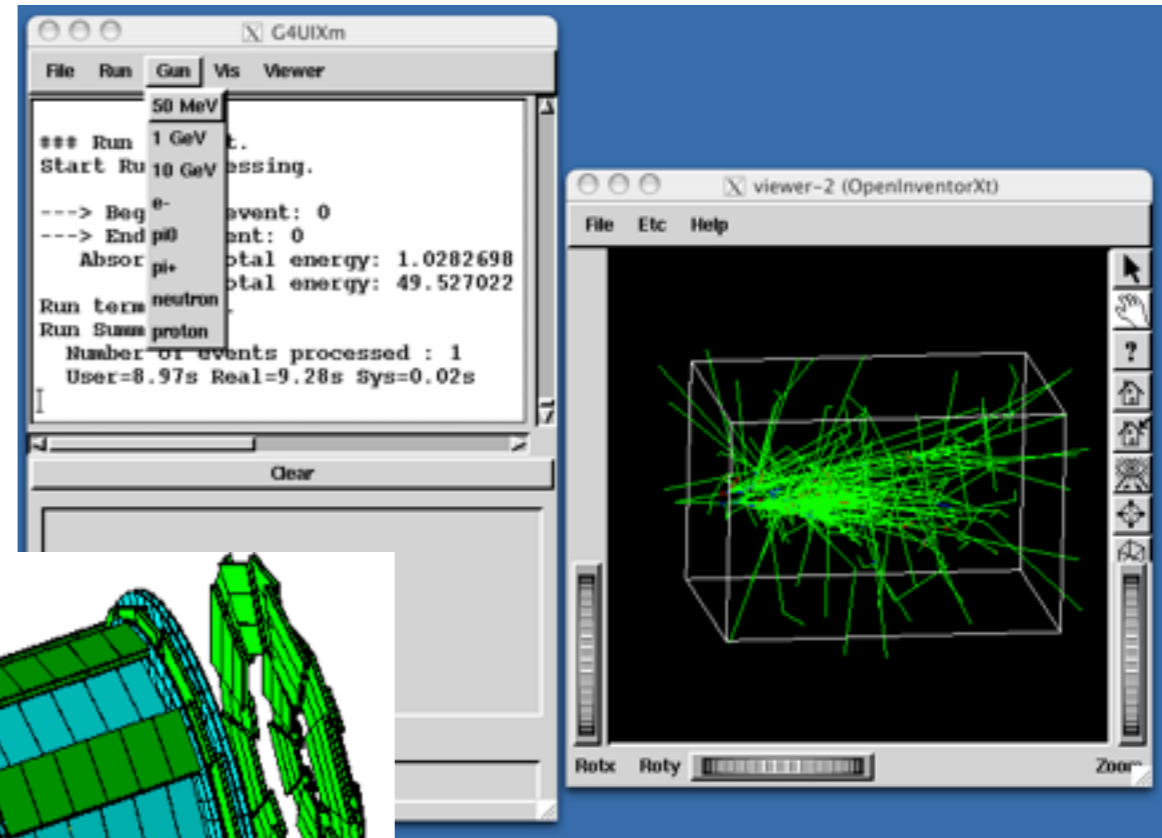 G4UIXm
File Run Gun Vis Viewer
50 MeV
1 GeV
10 GeV
e-
pi0
pi+
neutron
proton
### Run t.
Start Ru essing.
---> Beg event: 0
---> End ent: 0
Absor otal energy: 1.0282698
otal energy: 49.527022
Run term .
Run Summ
Number of events processed : 1
User=8.97s Real=9.28s Sys=0.02s
Clear
viewer-2 (OpenInventorXt)
File Etc Help
?
Rotx Roty Zoom